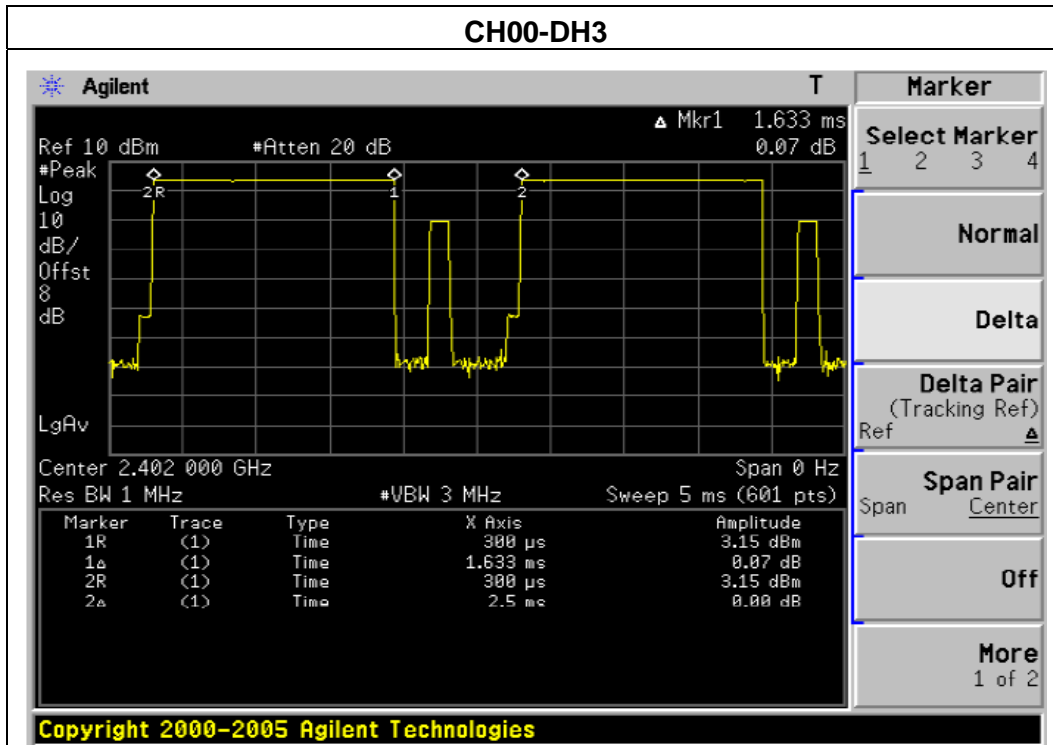 CH00-DH3
Agilent T
Δ Mkr1 1.633 ms
Ref 10 dBm #Atten 20 dB 0.07 dB
#Peak
Log
10
dB/
Offst
8
dB
LgAv
2R 1 2
Center 2.402 000 GHz Span 0 Hz
Res BW 1 MHz #VBW 3 MHz Sweep 5 ms (601 pts)
Marker Trace Type X Axis Amplitude
1R (1) Time 300 µs 3.15 dBm
1Δ (1) Time 1.633 ms 0.07 dB
2R (1) Time 300 µs 3.15 dBm
2Δ (1) Time 2.5 ms 0.00 dB
Marker
Select Marker
1 2 3 4
Normal
Delta
Delta Pair
(Tracking Ref)
Ref Δ
Span Pair
Span Center
Off
More
1 of 2
Copyright 2000-2005 Agilent Technologies